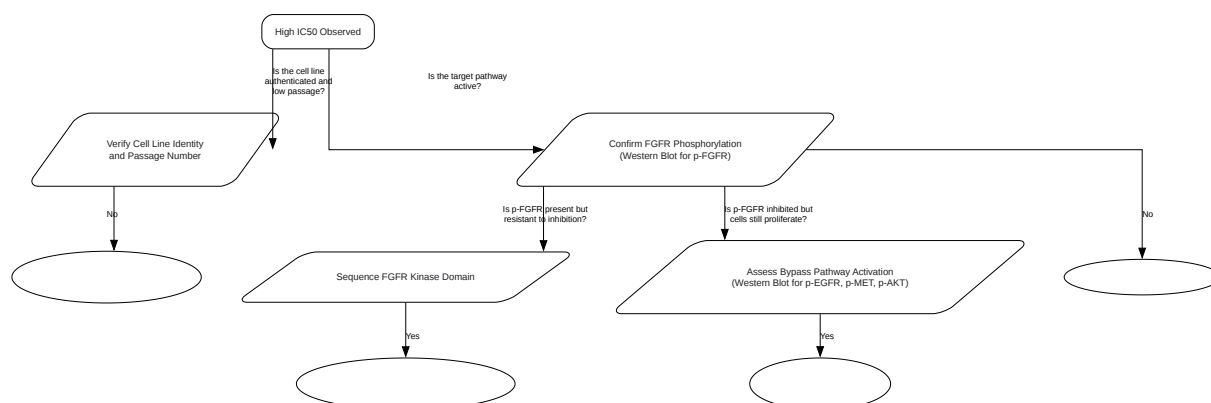 High IC50 Observed
Is the cell line
authenticated and
low passage?
Is the target pathway
active?
Verify Cell Line Identity
and Passage Number
Confirm FGFR Phosphorylation
(Western Blot for p-FGFR)
No
Is p-FGFR present but
resistant to inhibition?
Is p-FGFR inhibited but
cells still proliferate?
No
Sequence FGFR Kinase Domain
Assess Bypass Pathway Activation
(Western Blot for p-EGFR, p-MET, p-AKT)
Yes
Yes